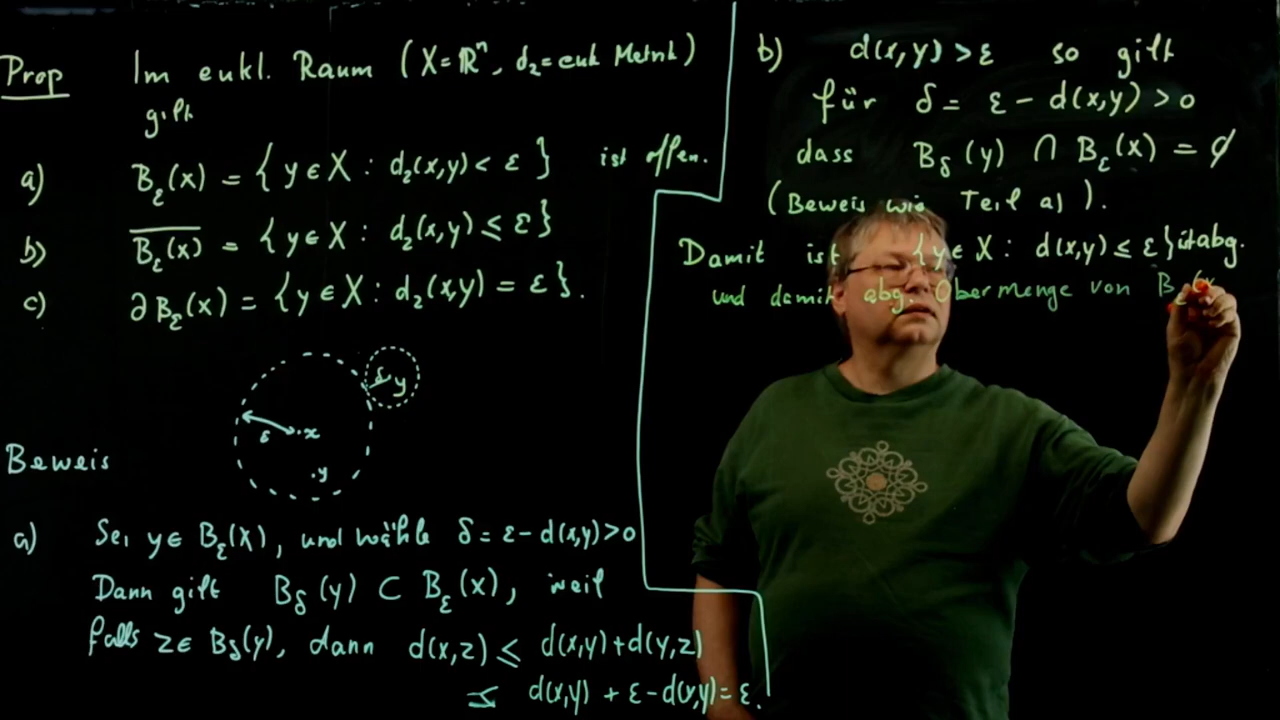 Prop Im eukl. Raum (X=ℝⁿ, d₂=euk Metrik)
gilt
a) B_ε(x) = {y∈X : d₂(x,y) < ε} ist offen.
b) \overline{B_ε(x)} = {y∈X : d₂(x,y) ≤ ε}
c) ∂B_ε(x) = {y∈X : d₂(x,y) = ε}.
δ y
ε x
y
Beweis
a) Sei y∈ B_ε(x), und wähle δ = ε-d(x,y)>0
Dann gilt B_δ(y) ⊂ B_ε(x), weil
falls z∈ B_δ(y), dann d(x,z) ≤ d(x,y)+d(y,z)
≤ d(x,y) + ε-d(x,y)=ε.
b) d(x,y)>ε so gilt
für δ = ε - d(x,y) >0
dass B_δ(y) ∩ B_ε(x) = ∅
(Beweis wie Teil a)).
Damit ist {y∈X : d(x,y) ≤ ε} ist abg.
und damit abg. Obermenge von B_ε(x